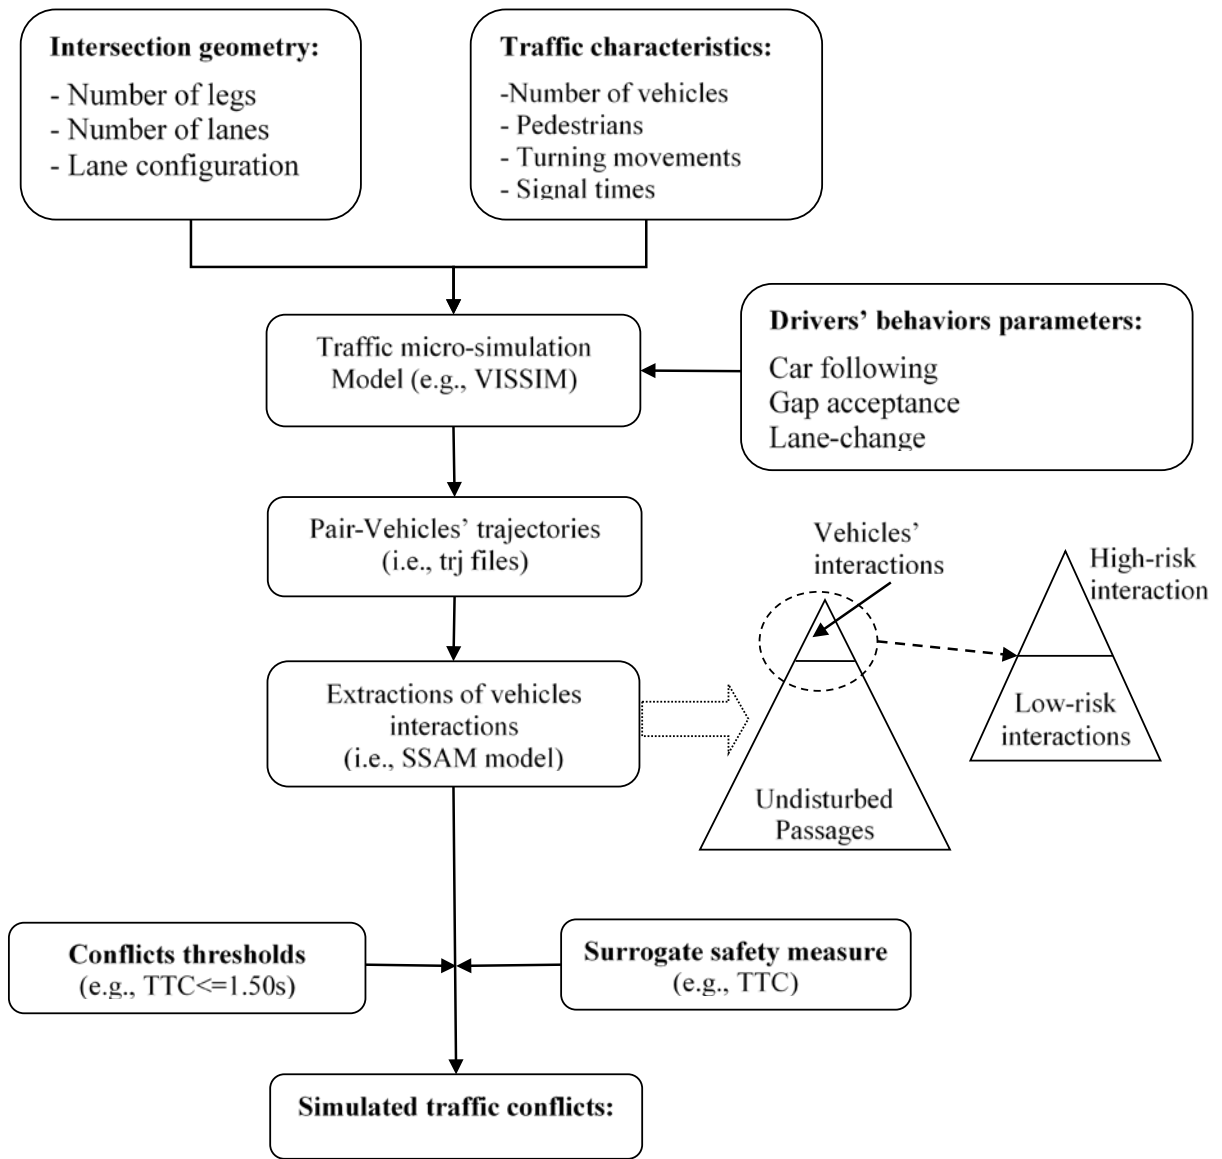 Intersection geometry:
- Number of legs
- Number of lanes
- Lane configuration
Traffic characteristics:
-Number of vehicles
- Pedestrians
- Turning movements
- Signal times
Traffic micro-simulation
Model (e.g., VISSIM)
Drivers’ behaviors parameters:
Car following
Gap acceptance
Lane-change
Pair-Vehicles’ trajectories
(i.e., trj files)
Vehicles’
interactions
High-risk
interaction
Extractions of vehicles
interactions
(i.e., SSAM model)
Low-risk
interactions
Undisturbed
Passages
Conflicts thresholds
(e.g., TTC<=1.50s)
Surrogate safety measure
(e.g., TTC)
Simulated traffic conflicts: